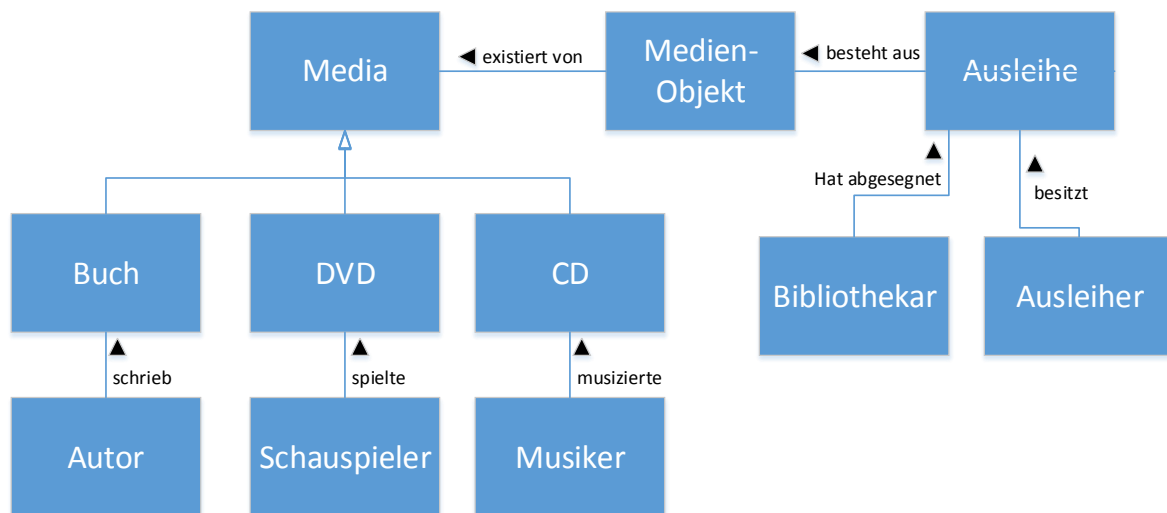 Media
existiert von
Medien-
Objekt
besteht aus
Ausleihe
Hat abgesegnet
besitzt
Buch
DVD
CD
Bibliothekar
Ausleiher
schrieb
spielte
musizierte
Autor
Schauspieler
Musiker